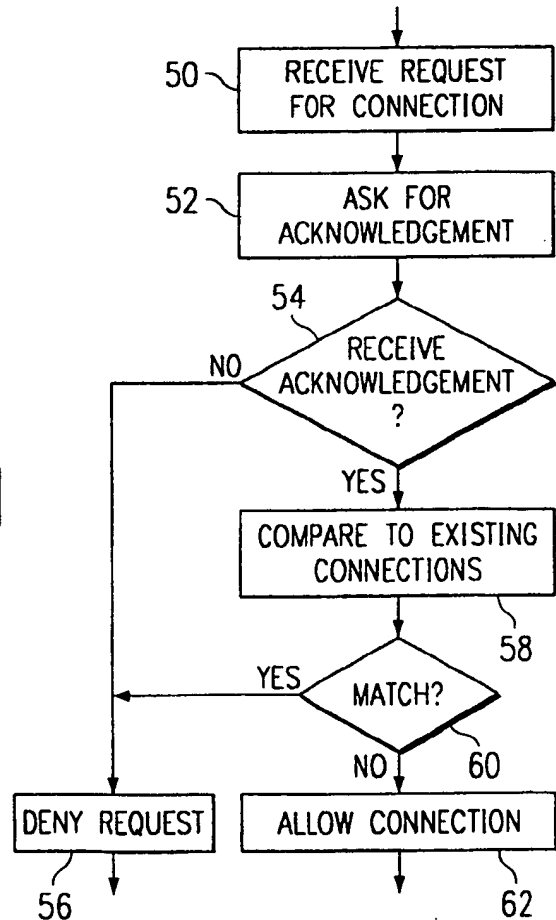 50
RECEIVE REQUEST
FOR CONNECTION
52
ASK FOR
ACKNOWLEDGEMENT
54
RECEIVE
ACKNOWLEDGEMENT
?
NO
YES
COMPARE TO EXISTING
CONNECTIONS
58
YES
MATCH?
60
NO
DENY REQUEST
56
ALLOW CONNECTION
62